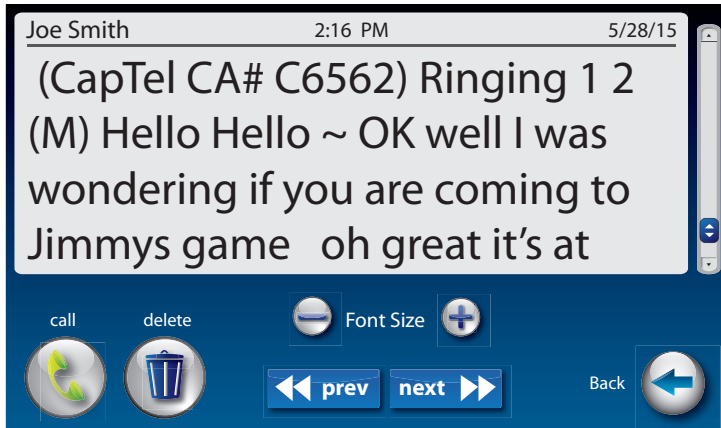 Joe Smith 2:16 PM 5/28/15
(CapTel CA# C6562) Ringing 1 2
(M) Hello Hello ~ OK well I was
wondering if you are coming to
Jimmys game oh great it's at
call delete Font Size
prev next Back